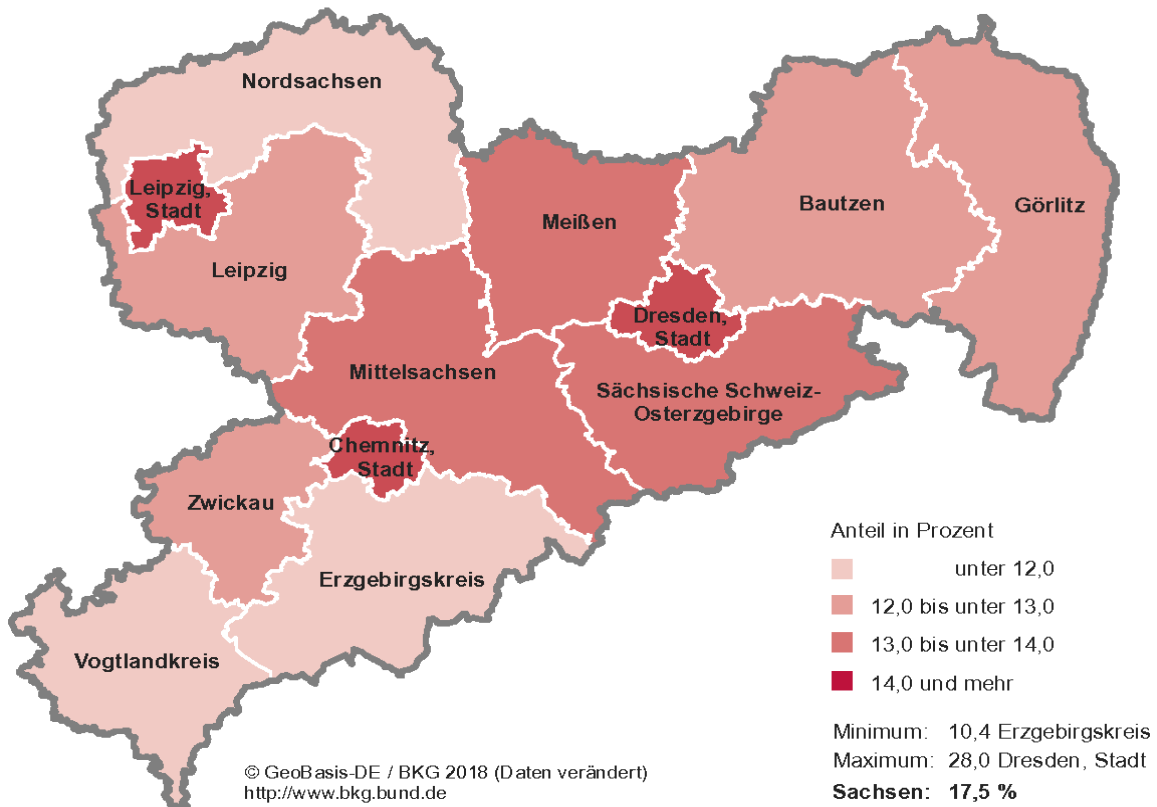 Nordsachsen
Leipzig,
Stadt
Leipzig
Meißen
Bautzen
Görlitz
Dresden,
Stadt
Mittelsachsen
Sächsische Schweiz-
Osterzgebirge
Chemnitz,
Stadt
Zwickau
Erzgebirgskreis
Vogtlandkreis
Anteil in Prozent
unter 12,0
12,0 bis unter 13,0
13,0 bis unter 14,0
14,0 und mehr
Minimum: 10,4 Erzgebirgskreis
Maximum: 28,0 Dresden, Stadt
Sachsen: 17,5 %
© GeoBasis-DE / BKG 2018 (Daten verändert)
http://www.bkg.bund.de